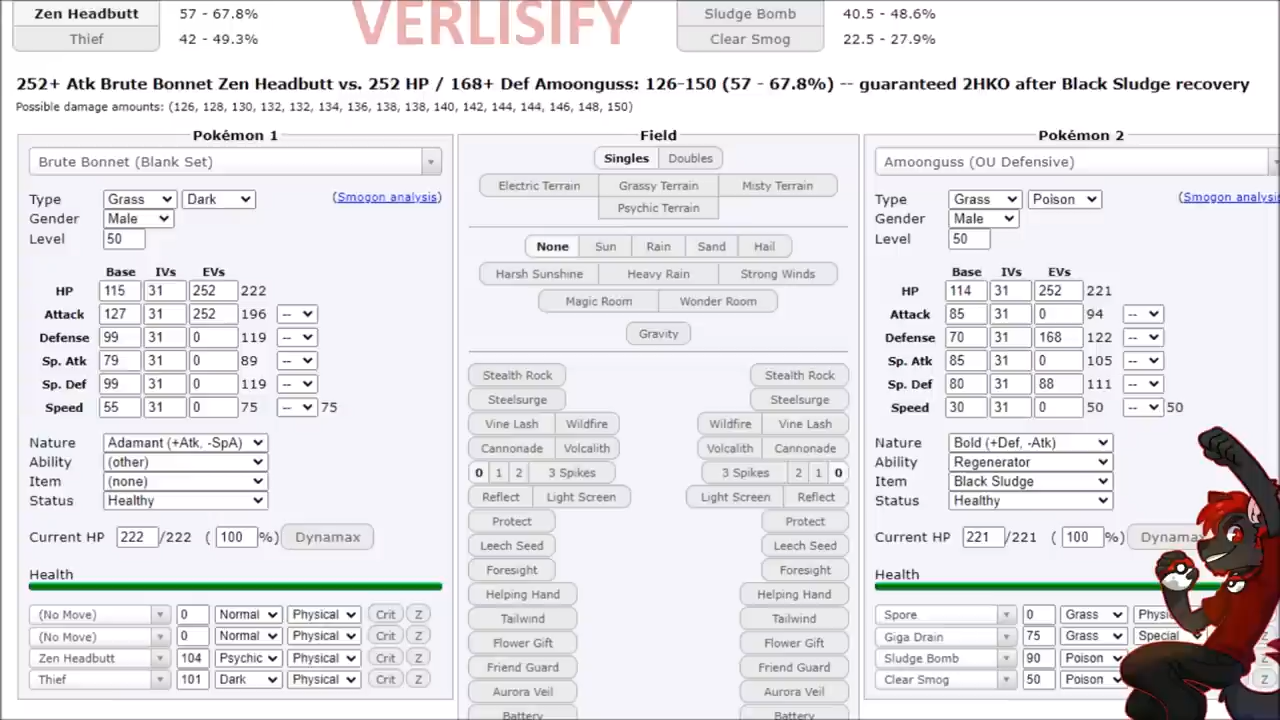 Zen Headbutt 57 - 67.8% VERLISIFY Sludge Bomb 40.5 - 48.6%
Thief 42 - 49.3% Clear Smog 22.5 - 27.9%
252+ Atk Brute Bonnet Zen Headbutt vs. 252 HP / 168+ Def Amoonguss: 126-150 (57 - 67.8%) -- guaranteed 2HKO after Black Sludge recovery
Possible damage amounts: (126, 128, 130, 132, 132, 134, 136, 138, 138, 140, 142, 144, 144, 146, 148, 150)
Pokémon 1
Brute Bonnet (Blank Set)
Type Grass Dark (Smogon analysis)
Gender Male
Level 50
Base IVs EVs
HP 115 31 252 222
Attack 127 31 252 196 --
Defense 99 31 0 119 --
Sp. Atk 79 31 0 89 --
Sp. Def 99 31 0 119 --
Speed 55 31 0 75 -- 75
Nature Adamant (+Atk, -SpA)
Ability (other)
Item (none)
Status Healthy
Current HP 222 /222 ( 100 %) Dynamax
Health
(No Move) 0 Normal Physical Crit Z
(No Move) 0 Normal Physical Crit Z
Zen Headbutt 104 Psychic Physical Crit Z
Thief 101 Dark Physical Crit Z
Field
Singles Doubles
Electric Terrain Grassy Terrain Misty Terrain
Psychic Terrain
None Sun Rain Sand Hail
Harsh Sunshine Heavy Rain Strong Winds
Magic Room Wonder Room
Gravity
Stealth Rock Stealth Rock
Steelsurge Steelsurge
Vine Lash Wildfire Wildfire Vine Lash
Cannonade Volcalith Volcalith Cannonade
0 1 2 3 Spikes 3 Spikes 2 1 0
Reflect Light Screen Light Screen Reflect
Protect Protect
Leech Seed Leech Seed
Foresight Foresight
Helping Hand Helping Hand
Tailwind Tailwind
Flower Gift Flower Gift
Friend Guard Friend Guard
Aurora Veil Aurora Veil
Battery Battery
Pokémon 2
Amoonguss (OU Defensive)
Type Grass Poison (Smogon analysis
Gender Male
Level 50
Base IVs EVs
HP 114 31 252 221
Attack 85 31 0 94 --
Defense 70 31 168 122 --
Sp. Atk 85 31 0 105 --
Sp. Def 80 31 88 111 --
Speed 30 31 0 50 -- 50
Nature Bold (+Def, -Atk)
Ability Regenerator
Item Black Sludge
Status Healthy
Current HP 221 /221 ( 100 %) Dynama
Health
Spore 0 Grass Physi
Giga Drain 75 Grass Special Z
Sludge Bomb 90 Poison Z
Clear Smog 50 Poison Z